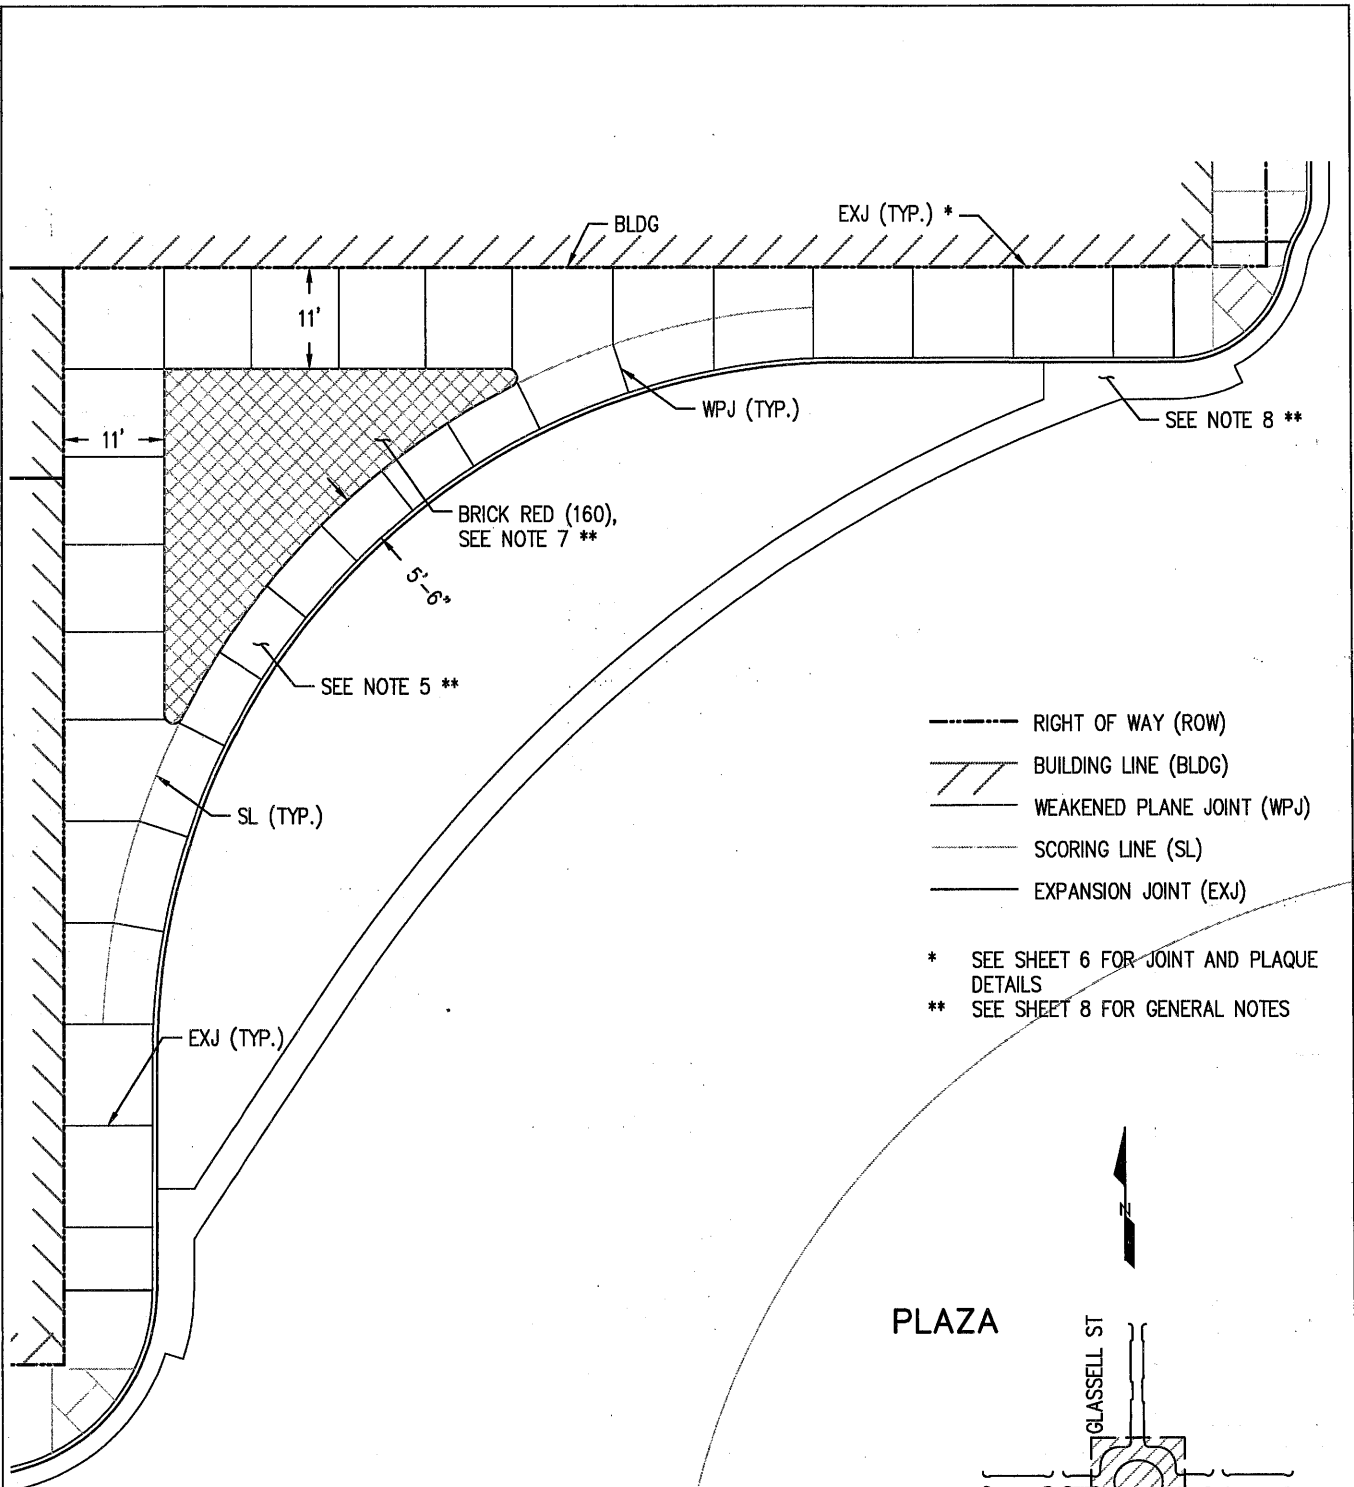 BLDG
EXJ (TYP.) *
11'
WPJ (TYP.)
SEE NOTE 8 **
11'
BRICK RED (160),
SEE NOTE 7 **
5'-6"
SEE NOTE 5 **
RIGHT OF WAY (ROW)
BUILDING LINE (BLDG)
SL (TYP.)
WEAKENED PLANE JOINT (WPJ)
SCORING LINE (SL)
EXPANSION JOINT (EXJ)
* SEE SHEET 6 FOR JOINT AND PLAQUE
DETAILS
** SEE SHEET 8 FOR GENERAL NOTES
EXJ (TYP.)
N
PLAZA
GLASSELL ST